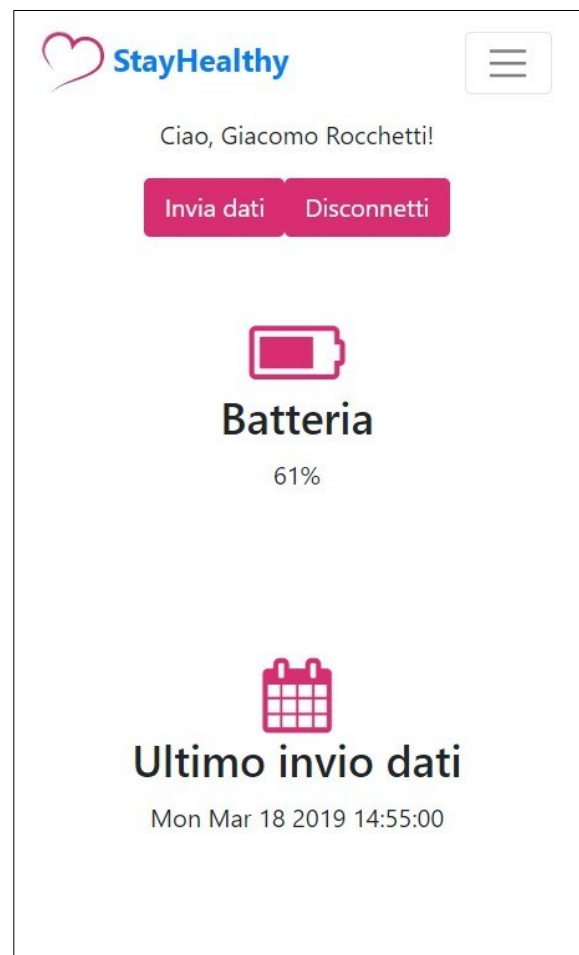 StayHealthy
Ciao, Giacomo Rocchetti!
Invia dati Disconnetti
Batteria
61%
Ultimo invio dati
Mon Mar 18 2019 14:55:00